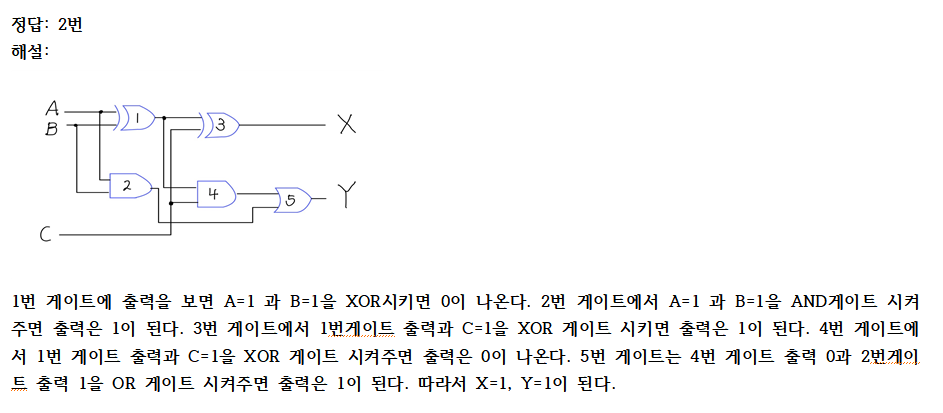 정답: 2번
해설:
A
B
1
3
X
2
4
5
Y
C
1번 게이트에 출력을 보면 A=1 과 B=1을 XOR시키면 0이 나온다. 2번 게이트에서 A=1 과 B=1을 AND게이트 시켜
주면 출력은 1이 된다. 3번 게이트에서 1번게이트 출력과 C=1을 XOR 게이트 시키면 출력은 1이 된다. 4번 게이트에
서 1번 게이트 출력과 C=1을 XOR 게이트 시켜주면 출력은 0이 나온다. 5번 게이트는 4번 게이트 출력 0과 2번게이
트 출력 1을 OR 게이트 시켜주면 출력은 1이 된다. 따라서 X=1, Y=1이 된다.